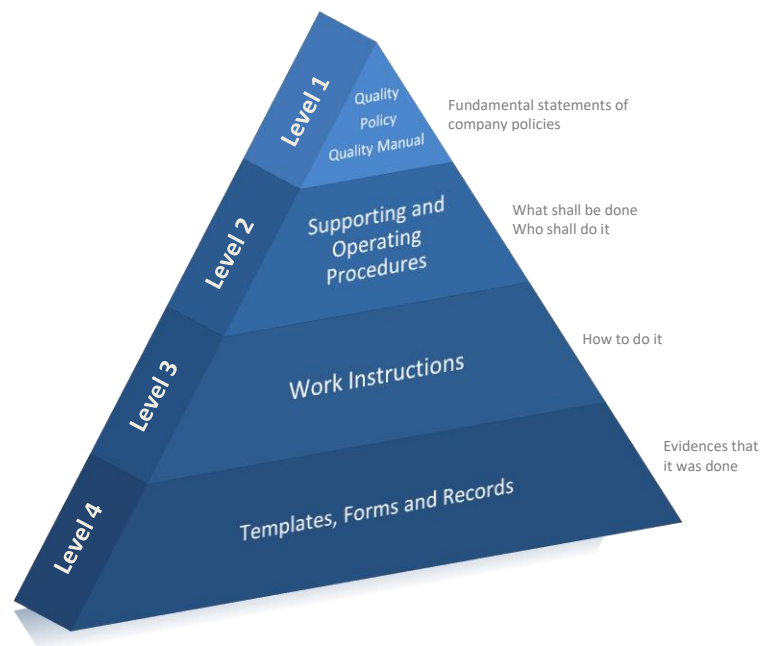 Level 1
Quality
Policy
Quality Manual
Fundamental statements of
company policies
Level 2
Supporting and
Operating
Procedures
What shall be done
Who shall do it
Level 3
Work Instructions
How to do it
Level 4
Templates, Forms and Records
Evidences that
it was done